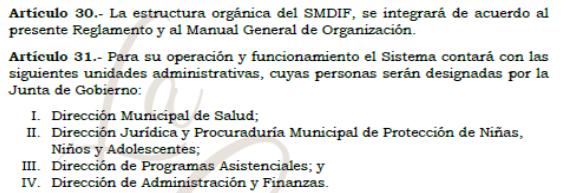 Artículo 30.- La estructura orgánica del SMDIF, se integrará de acuerdo al
presente Reglamento y al Manual General de Organización.
Artículo 31.- Para su operación y funcionamiento el Sistema contará con las
siguientes unidades administrativas, cuyas personas serán designadas por la
Junta de Gobierno:
I. Dirección Municipal de Salud;
II. Dirección Jurídica y Procuraduría Municipal de Protección de Niñas,
Niños y Adolescentes;
III. Dirección de Programas Asistenciales; y
IV. Dirección de Administración y Finanzas.